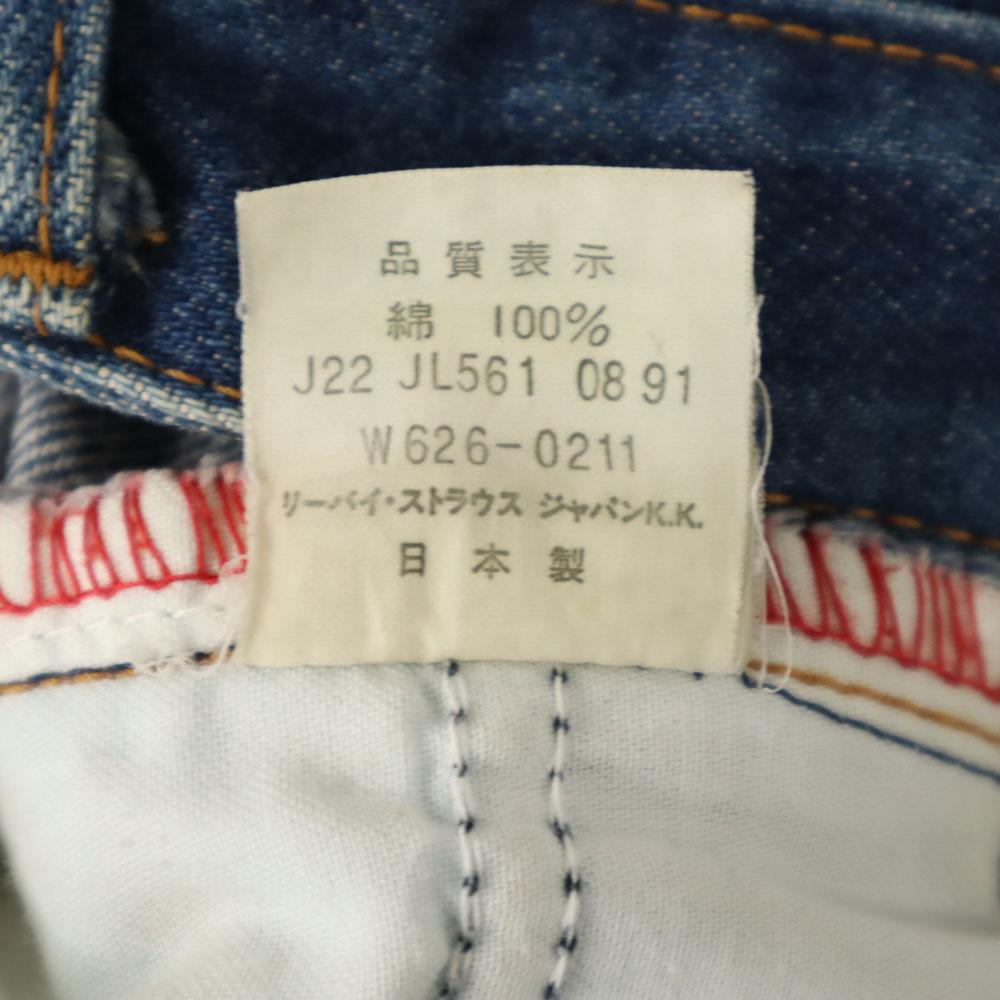 品質表示
綿 100%
J22 JL561 08 91
W626-0211
リーバイ・ストラウス ジャパンK.K.
日本製